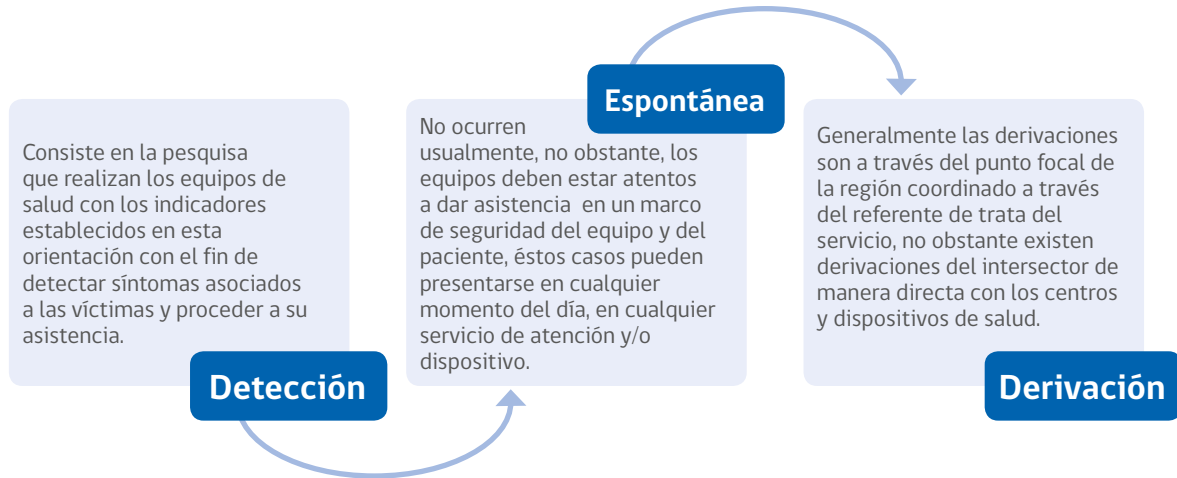 Consiste en la pesquisa
que realizan los equipos de
salud con los indicadores
establecidos en esta
orientación con el fin de
detectar síntomas asociados
a las víctimas y proceder a su
asistencia.
Detección
Espontánea
No ocurren
usualmente, no obstante, los
equipos deben estar atentos
a dar asistencia en un marco
de seguridad del equipo y del
paciente, éstos casos pueden
presentarse en cualquier
momento del día, en cualquier
servicio de atención y/o
dispositivo.
Generalmente las derivaciones
son a través del punto focal de
la región coordinado a través
del referente de trata del
servicio, no obstante existen
derivaciones del intersector de
manera directa con los centros
y dispositivos de salud.
Derivación